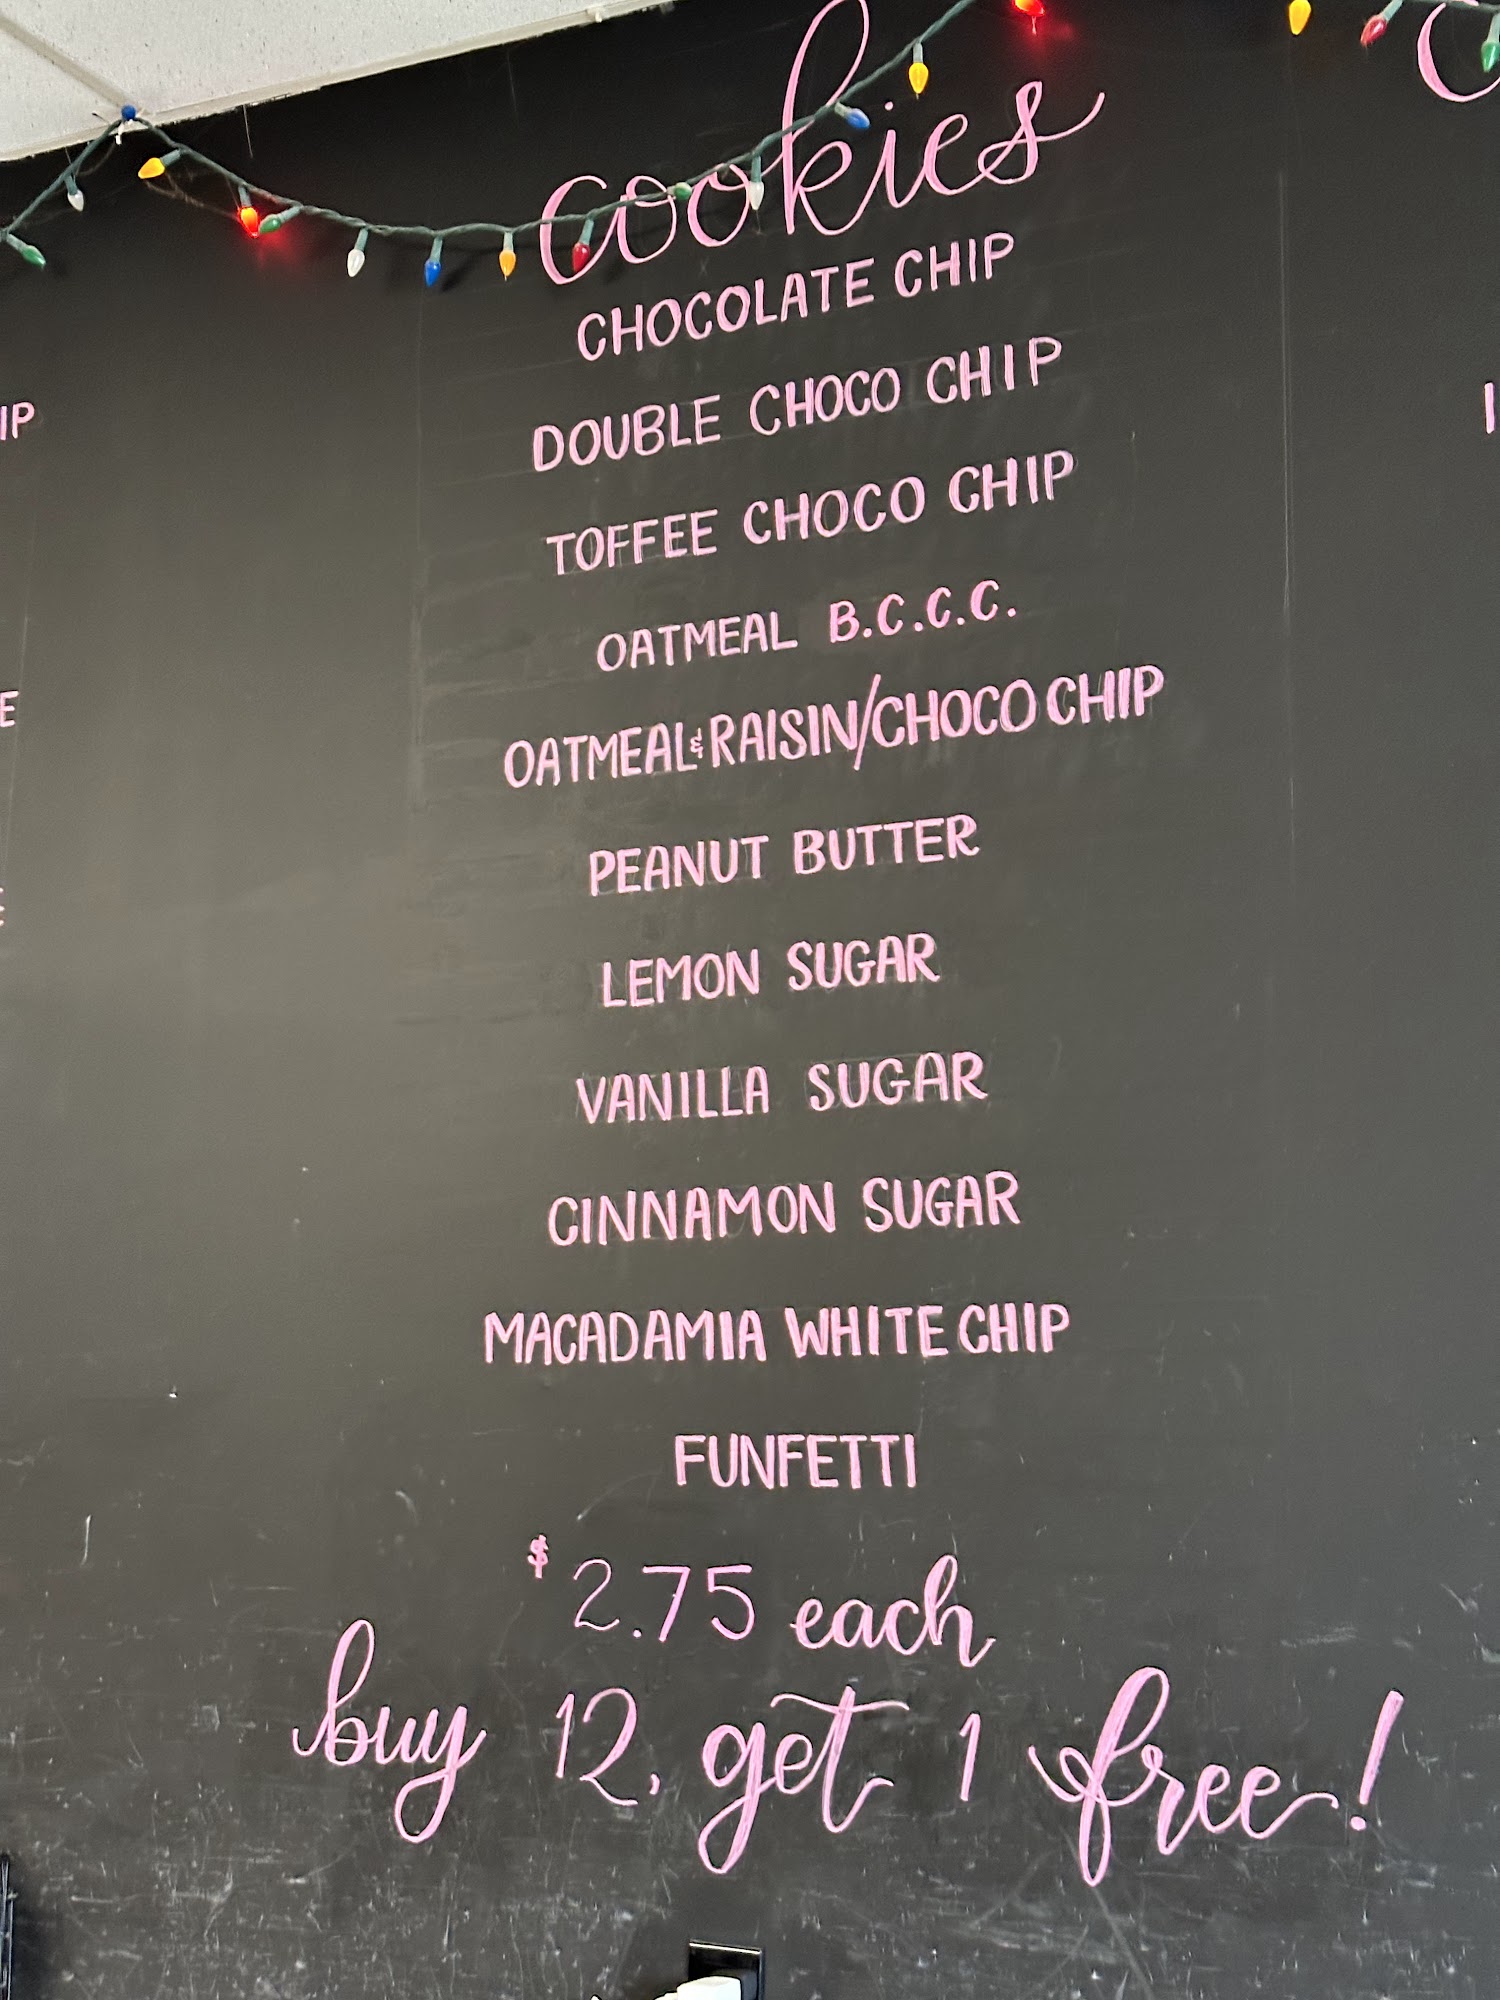 cookies
CHOCOLATE CHIP
DOUBLE CHOCO CHIP
TOFFEE CHOCO CHIP
OATMEAL B.C.C.C.
OATMEAL & RAISIN/CHOCO CHIP
PEANUT BUTTER
LEMON SUGAR
VANILLA SUGAR
CINNAMON SUGAR
MACADAMIA WHITE CHIP
FUNFETTI
$2.75 each
buy 12, get 1 free!